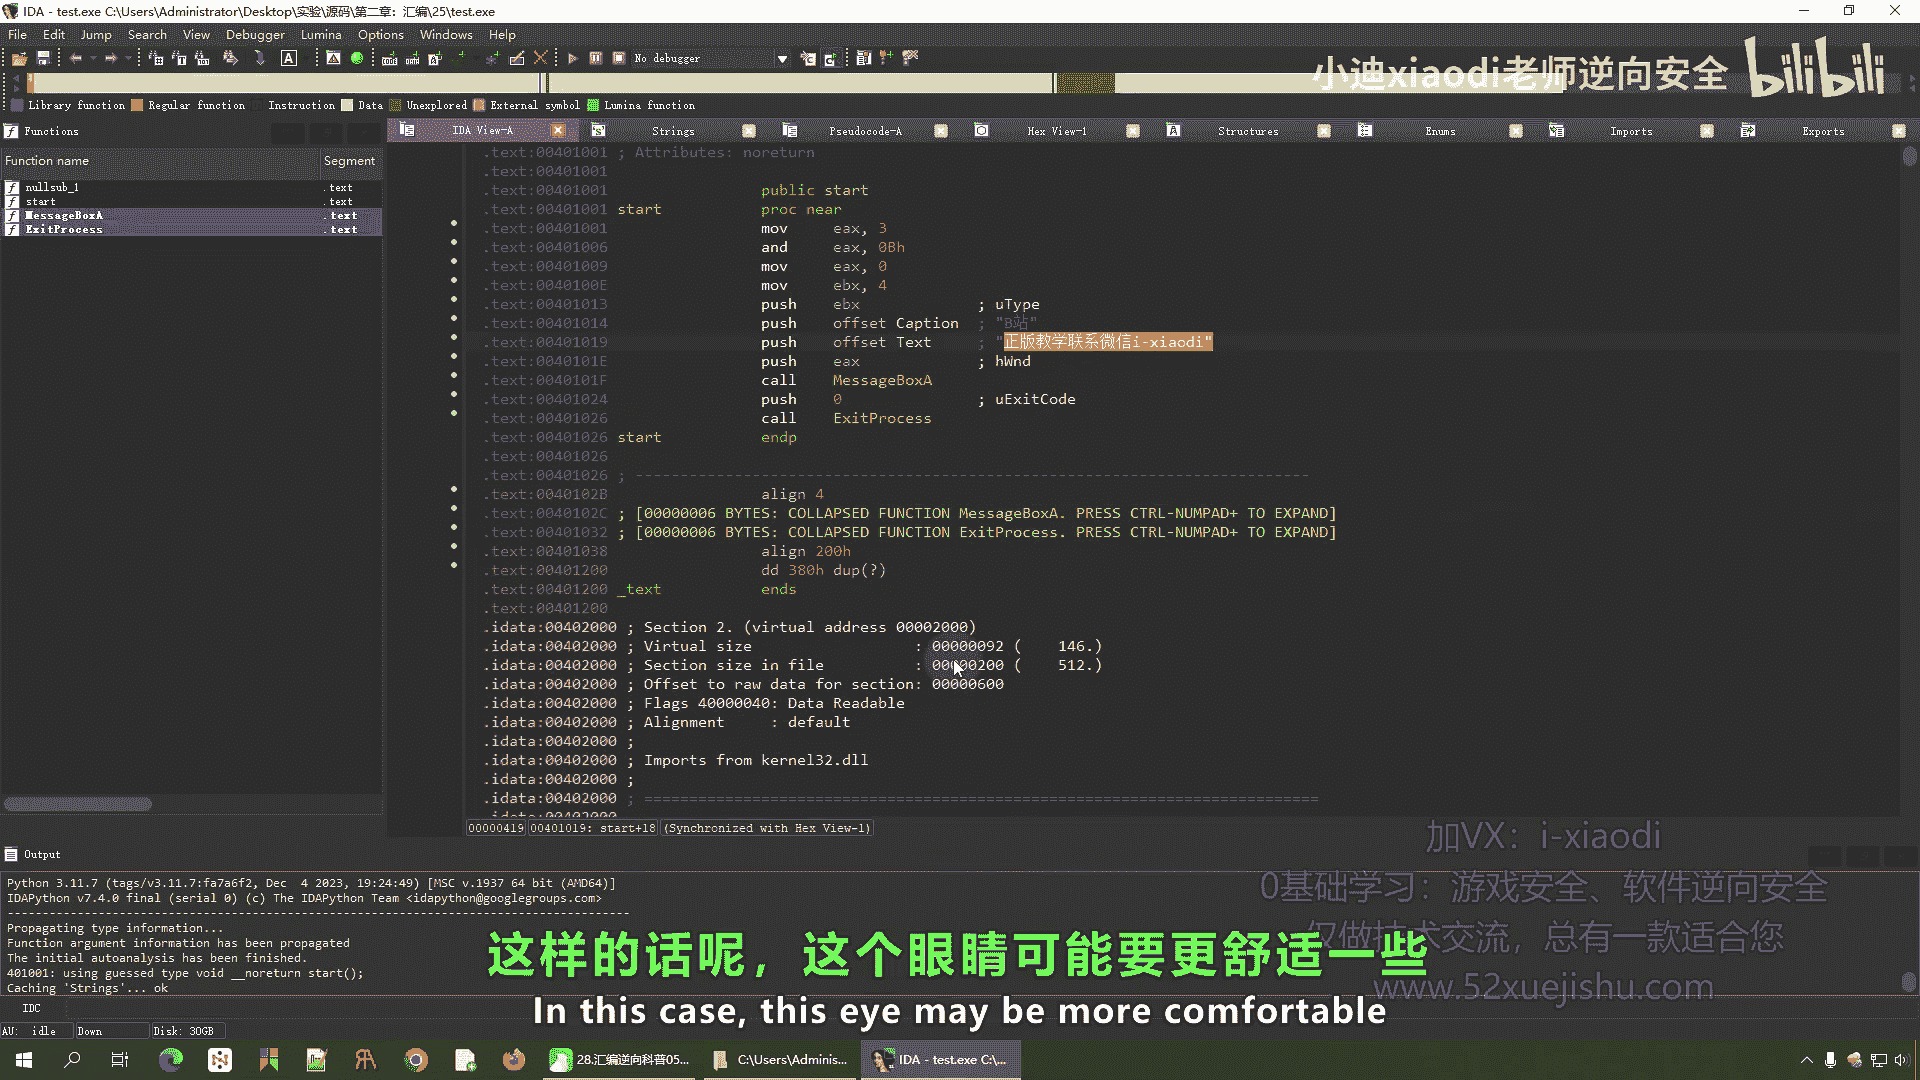 IDA - test.exe C:\Users\Administrator\Desktop\实验\源码\第二章：汇编\25\test.exe
File Edit Jump Search View Debugger Lumina Options Windows Help
No debugger
小迪xiaodi老师逆向安全 bilibili
Library function Regular function Instruction Data Unexplored External symbol Lumina function
Functions
IDA View-A Strings Pseudocode-A Hex View-1 Structures Enums Imports Exports
Function name Segment
nullsub_1 .text
start .text
MessageBoxA .text
ExitProcess .text
.text:00401001 ; Attributes: noreturn
.text:00401001
.text:00401001 public start
.text:00401001 start proc near
.text:00401001 mov eax, 3
.text:00401006 and eax, 0Bh
.text:00401009 mov eax, 0
.text:0040100E mov ebx, 4
.text:00401013 push ebx ; uType
.text:00401014 push offset Caption ; "B站"
.text:00401019 push offset Text ; "正版教学联系微信i-xiaodi"
.text:0040101E push eax ; hWnd
.text:0040101F call MessageBoxA
.text:00401024 push 0 ; uExitCode
.text:00401026 call ExitProcess
.text:00401026 start endp
.text:00401026
.text:00401026 ; ---------------------------------------------------------------------------
.text:0040102B align 4
.text:0040102C ; [00000006 BYTES: COLLAPSED FUNCTION MessageBoxA. PRESS CTRL-NUMPAD+ TO EXPAND]
.text:00401032 ; [00000006 BYTES: COLLAPSED FUNCTION ExitProcess. PRESS CTRL-NUMPAD+ TO EXPAND]
.text:00401038 align 200h
.text:00401200 dd 380h dup(?)
.text:00401200 _text ends
.text:00401200
.idata:00402000 ; Section 2. (virtual address 00002000)
.idata:00402000 ; Virtual size : 00000092 ( 146.)
.idata:00402000 ; Section size in file : 00000200 ( 512.)
.idata:00402000 ; Offset to raw data for section: 00000600
.idata:00402000 ; Flags 40000040: Data Readable
.idata:00402000 ; Alignment : default
.idata:00402000 ;
.idata:00402000 ; Imports from kernel32.dll
.idata:00402000 ;
.idata:00402000 ; ===========================================================================
00000419 00401019: start+18 (Synchronized with Hex View-1)
加VX：i-xiaodi
Output
Python 3.11.7 (tags/v3.11.7:fa7a6f2, Dec 4 2023, 19:24:49) [MSC v.1937 64 bit (AMD64)]
IDAPython v7.4.0 final (serial 0) (c) The IDAPython Team <idapython@googlegroups.com>
0基础学习：游戏安全、软件逆向安全
Propagating type information...
Function argument information has been propagated
The initial autoanalysis has been finished.
401001: using guessed type void __noreturn start();
Caching 'Strings'... ok
仅做技术交流，总有一款适合您
这样的话呢，这个眼睛可能要更舒适一些
www.52xuejishu.com
In this case, this eye may be more comfortable
IDC
AU: idle Down Disk: 30GB
28.汇编逆向科普05... C:\Users\Adminis... IDA - test.exe C:\...